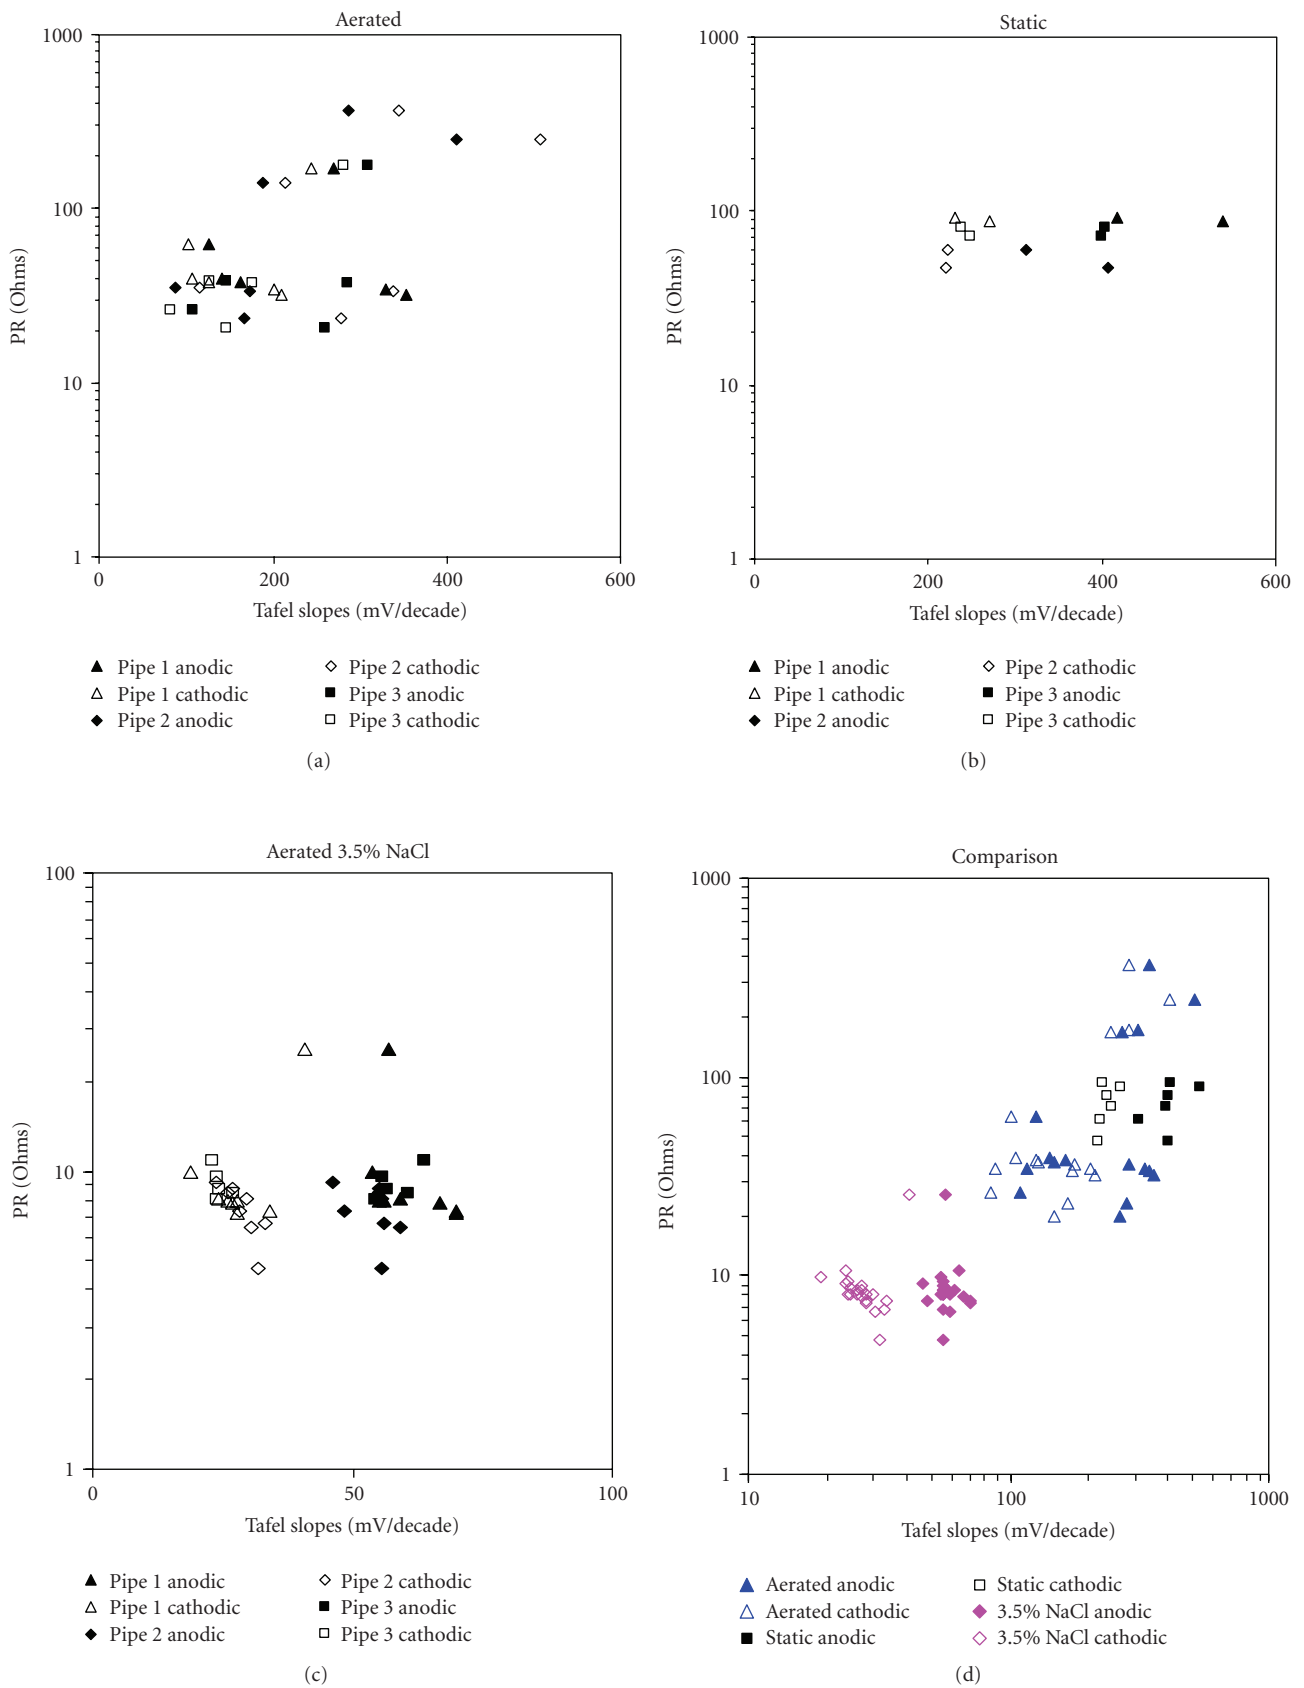 Aerated
1000
100
10
1
PR (Ohms)
0 200 400 600
Tafel slopes (mV/decade)
Pipe 1 anodic
Pipe 1 cathodic
Pipe 2 anodic
Pipe 2 cathodic
Pipe 3 anodic
Pipe 3 cathodic
(a)
Static
1000
100
10
1
PR (Ohms)
0 200 400 600
Tafel slopes (mV/decade)
Pipe 1 anodic
Pipe 1 cathodic
Pipe 2 anodic
Pipe 2 cathodic
Pipe 3 anodic
Pipe 3 cathodic
(b)
Aerated 3.5% NaCl
100
10
1
PR (Ohms)
0 50 100
Tafel slopes (mV/decade)
Pipe 1 anodic
Pipe 1 cathodic
Pipe 2 anodic
Pipe 2 cathodic
Pipe 3 anodic
Pipe 3 cathodic
(c)
Comparison
1000
100
10
1
PR (Ohms)
10 100 1000
Tafel slopes (mV/decade)
Aerated anodic
Aerated cathodic
Static anodic
Static cathodic
3.5% NaCl anodic
3.5% NaCl cathodic
(d)